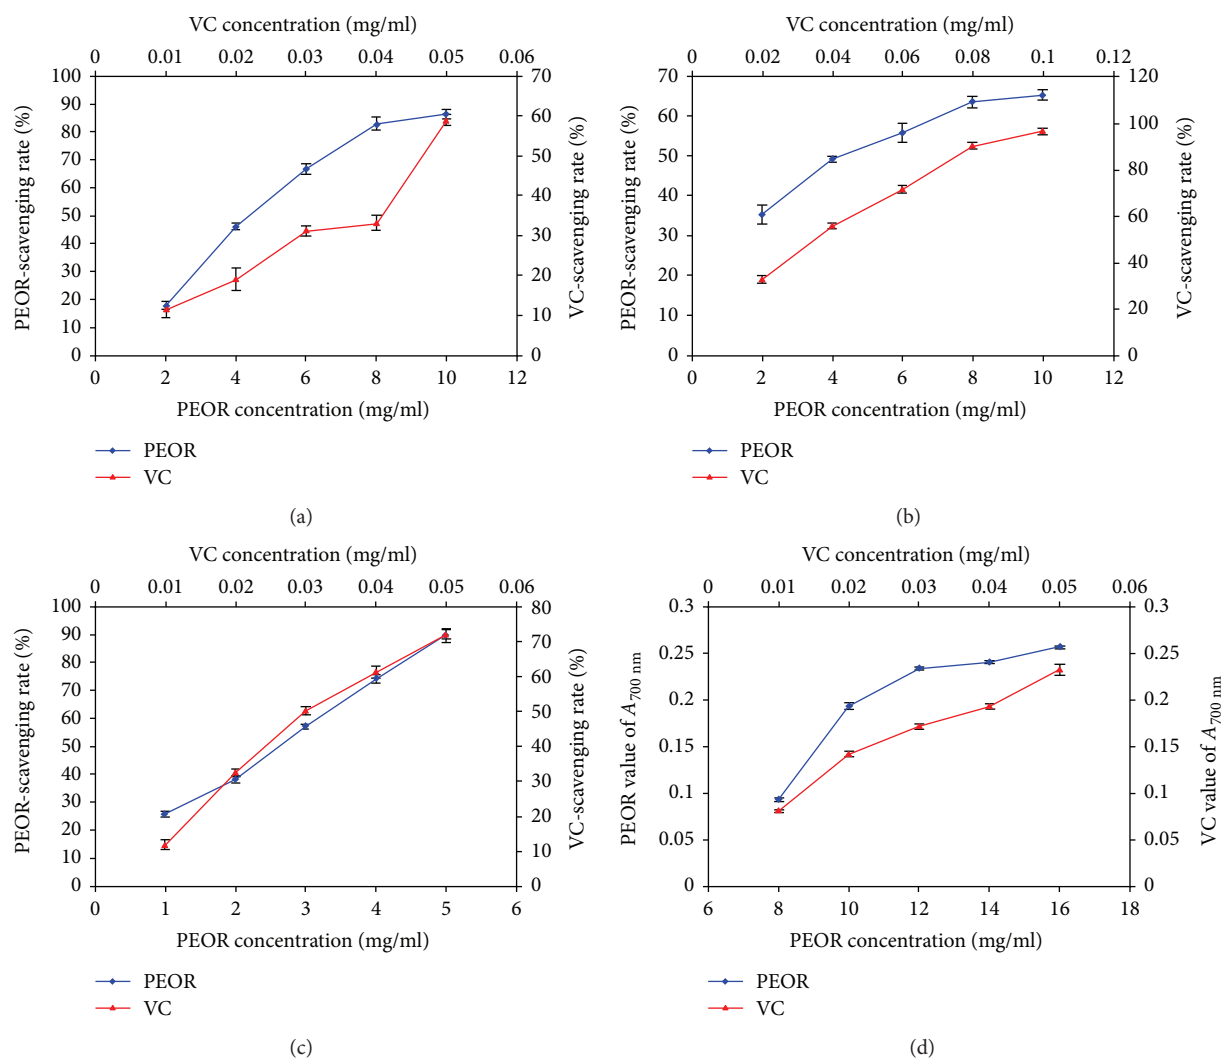 VC concentration (mg/ml)
0 0.01 0.02 0.03 0.04 0.05 0.06
PEOR-scavenging rate (%)
100
90
80
70
60
50
40
30
20
10
0
VC-scavenging rate (%)
70
60
50
40
30
20
10
0
0 2 4 6 8 10 12
PEOR concentration (mg/ml)
PEOR
VC
(a)
VC concentration (mg/ml)
0 0.02 0.04 0.06 0.08 0.1 0.12
PEOR-scavenging rate (%)
70
60
50
40
30
20
10
0
VC-scavenging rate (%)
120
100
80
60
40
20
0
0 2 4 6 8 10 12
PEOR concentration (mg/ml)
PEOR
VC
(b)
VC concentration (mg/ml)
0 0.01 0.02 0.03 0.04 0.05 0.06
PEOR-scavenging rate (%)
100
90
80
70
60
50
40
30
20
10
0
VC-scavenging rate (%)
80
70
60
50
40
30
20
10
0
0 1 2 3 4 5 6
PEOR concentration (mg/ml)
PEOR
VC
(c)
VC concentration (mg/ml)
0 0.01 0.02 0.03 0.04 0.05 0.06
PEOR value of A700 nm
0.3
0.25
0.2
0.15
0.1
0.05
0
VC value of A700 nm
0.3
0.25
0.2
0.15
0.1
0.05
0
6 8 10 12 14 16 18
PEOR concentration (mg/ml)
PEOR
VC
(d)